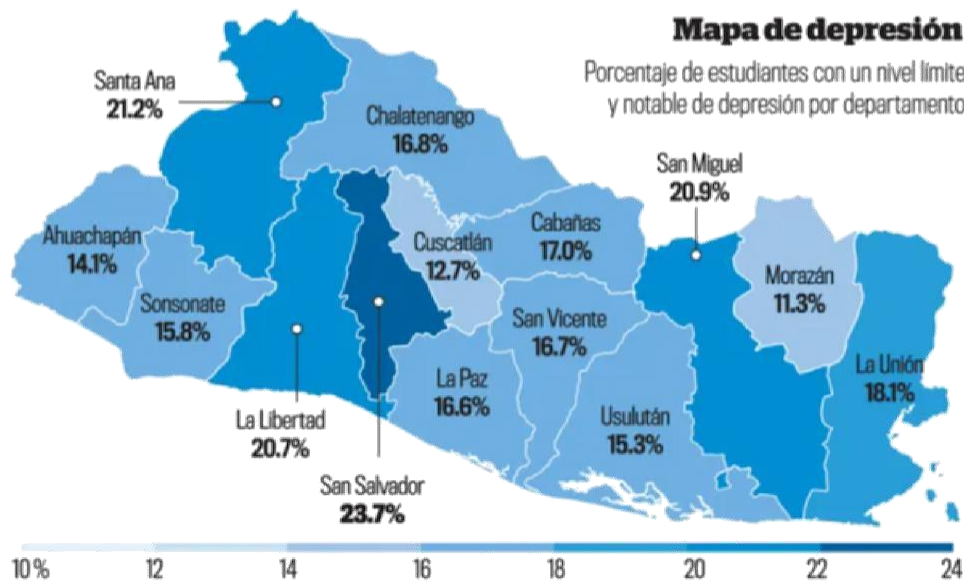 Mapa de depresión
Porcentaje de estudiantes con un nivel límite
y notable de depresión por departamento
Santa Ana
21.2%
Chalatenango
16.8%
San Miguel
20.9%
Ahuachapán
14.1%
Cuscatlán
12.7%
Cabañas
17.0%
Morazán
11.3%
Sonsonate
15.8%
San Vicente
16.7%
La Unión
18.1%
La Paz
16.6%
Usulután
15.3%
La Libertad
20.7%
San Salvador
23.7%
10% 12 14 16 18 20 22 24